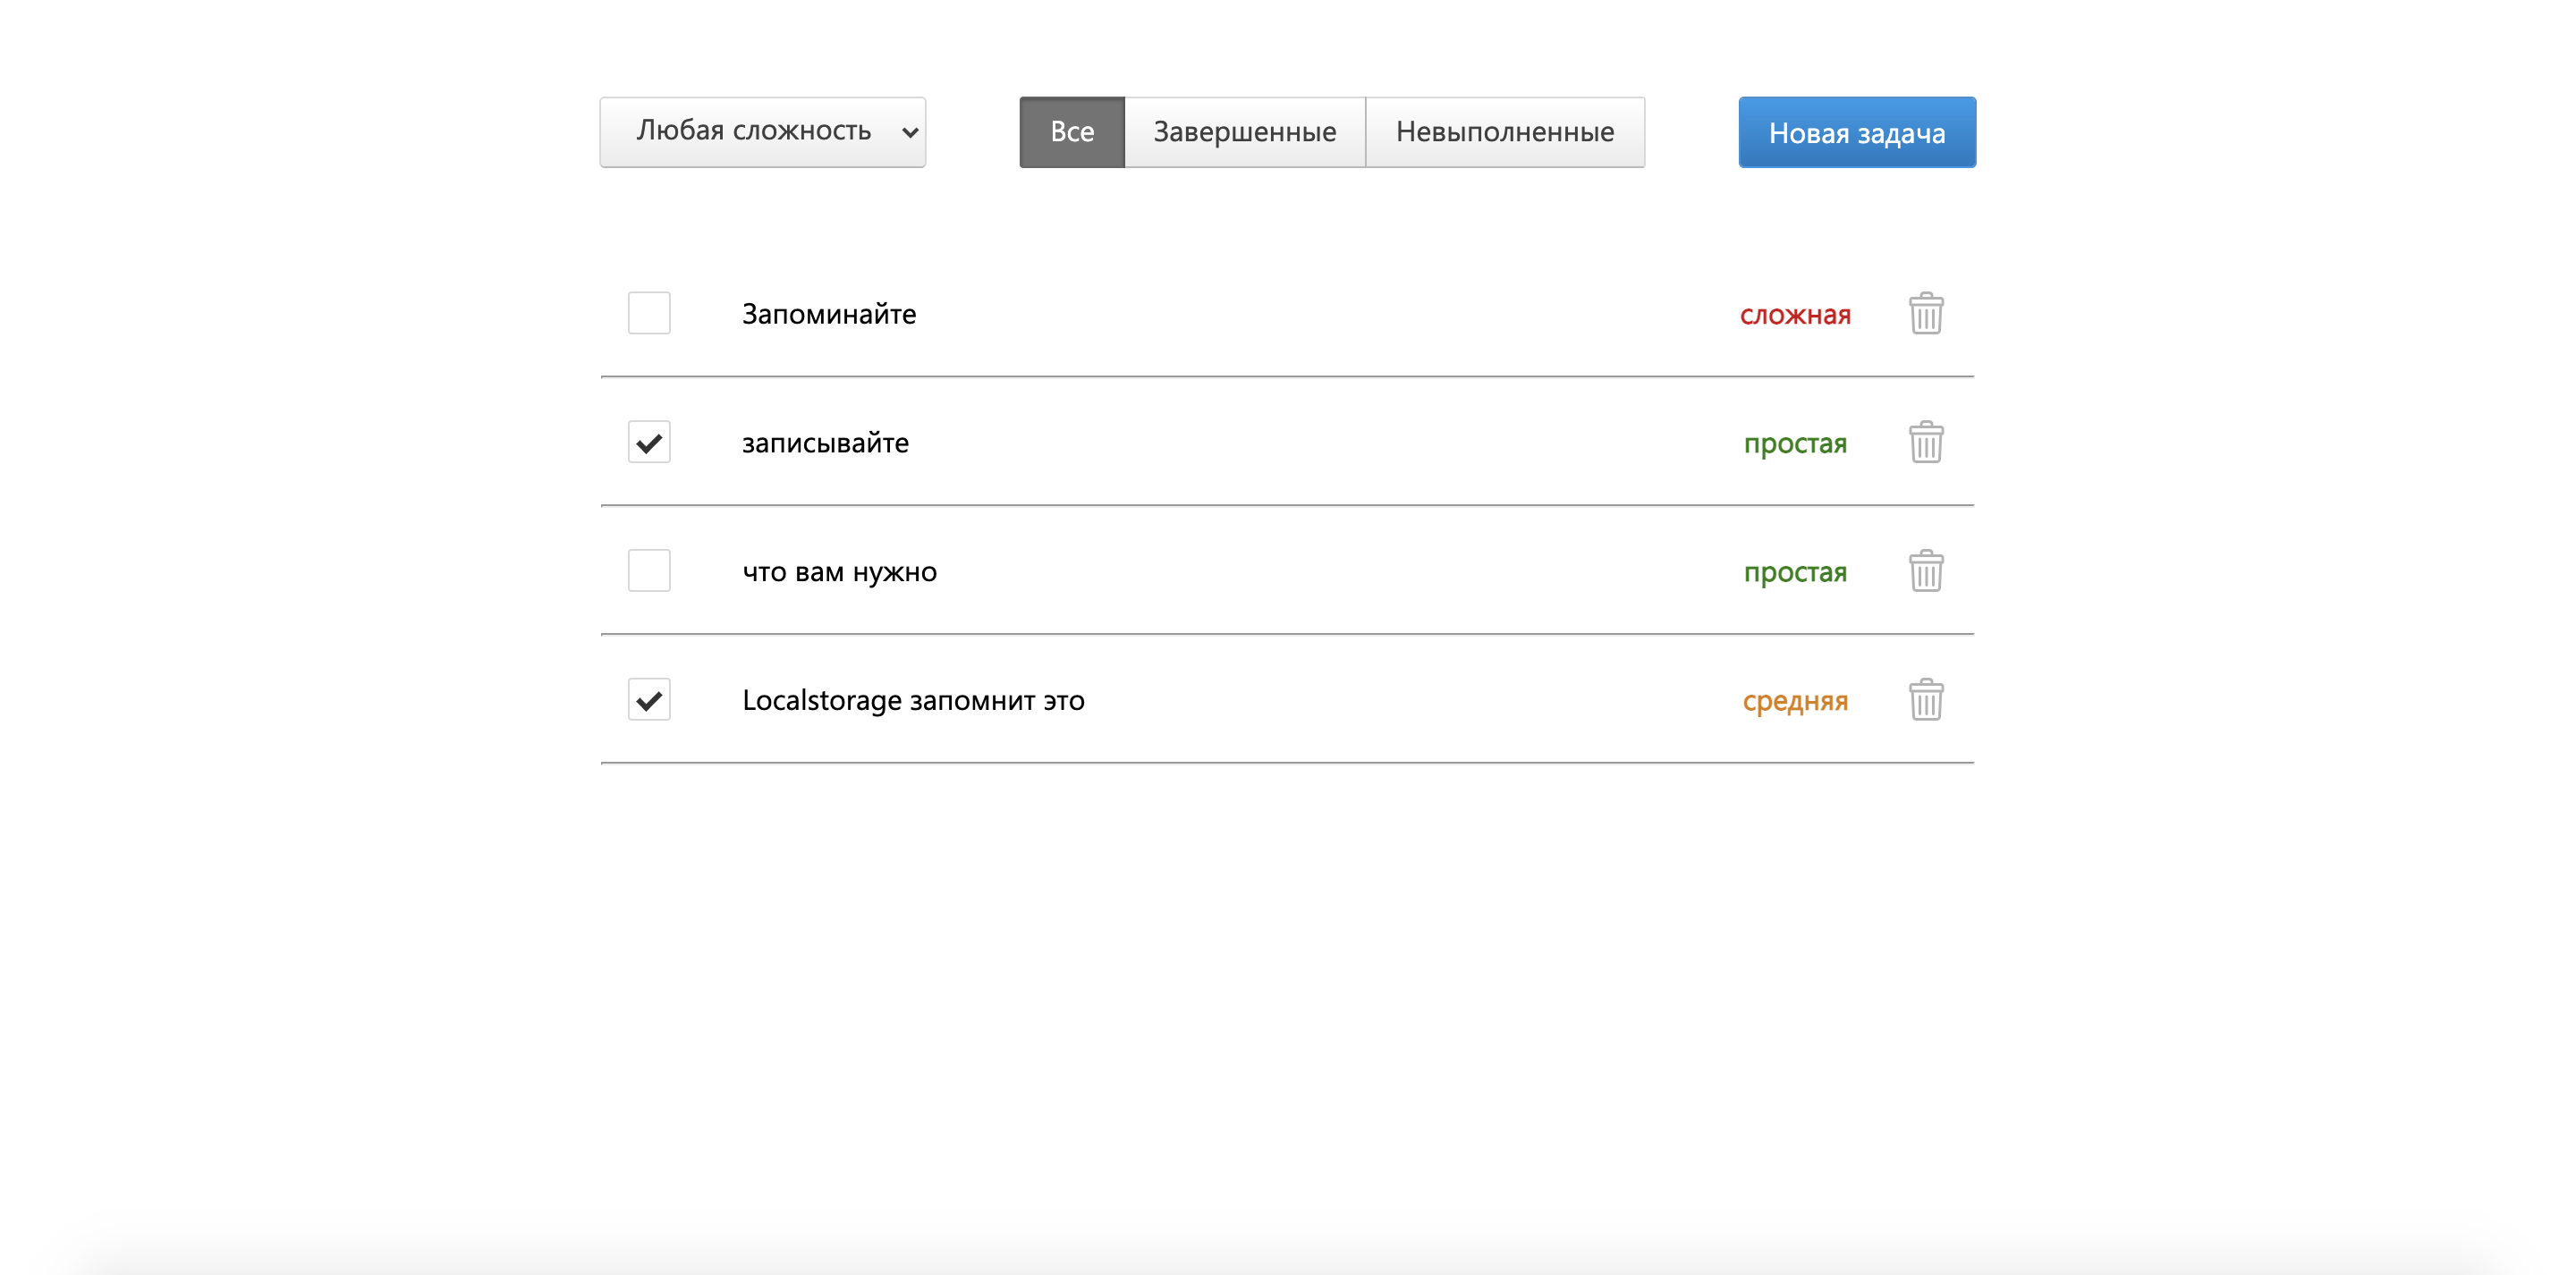 Любая сложность
Все
Завершенные
Невыполненные
Новая задача
Запоминайте
сложная
записывайте
простая
что вам нужно
простая
Localstorage запомнит это
средняя